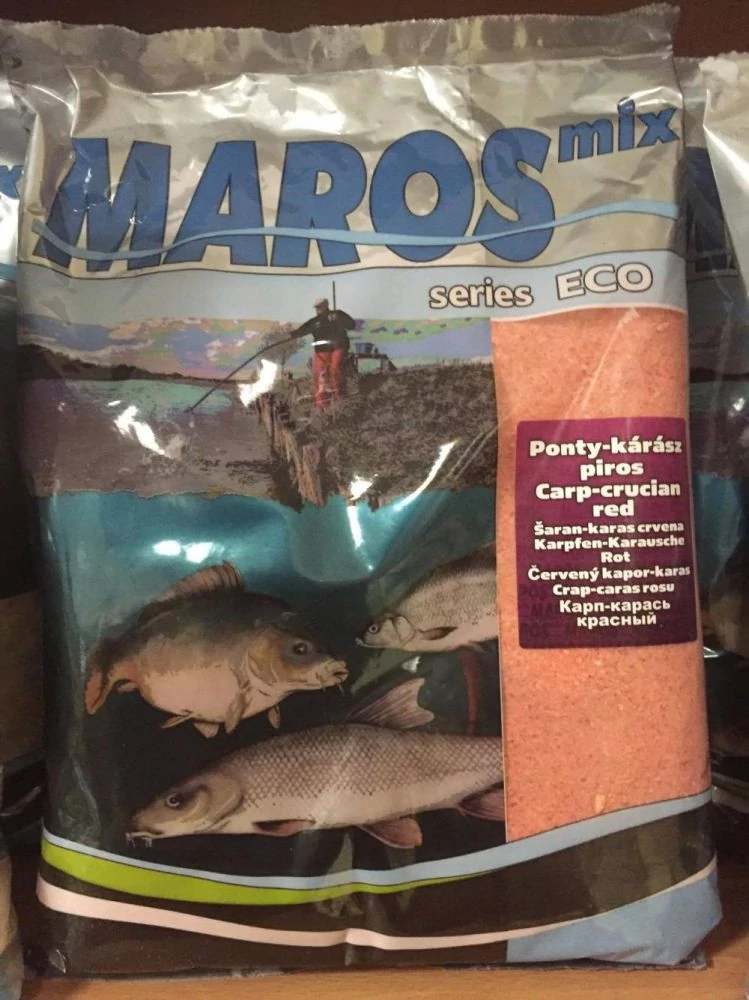 MAROS mix
series ECO
Ponty-kárász
piros
Carp-crucian
red
Šaran-karas crvena
Karpfen-Karausche
Rot
Červený kapor-karas
Crap-caras rosu
Карп-карась
красный